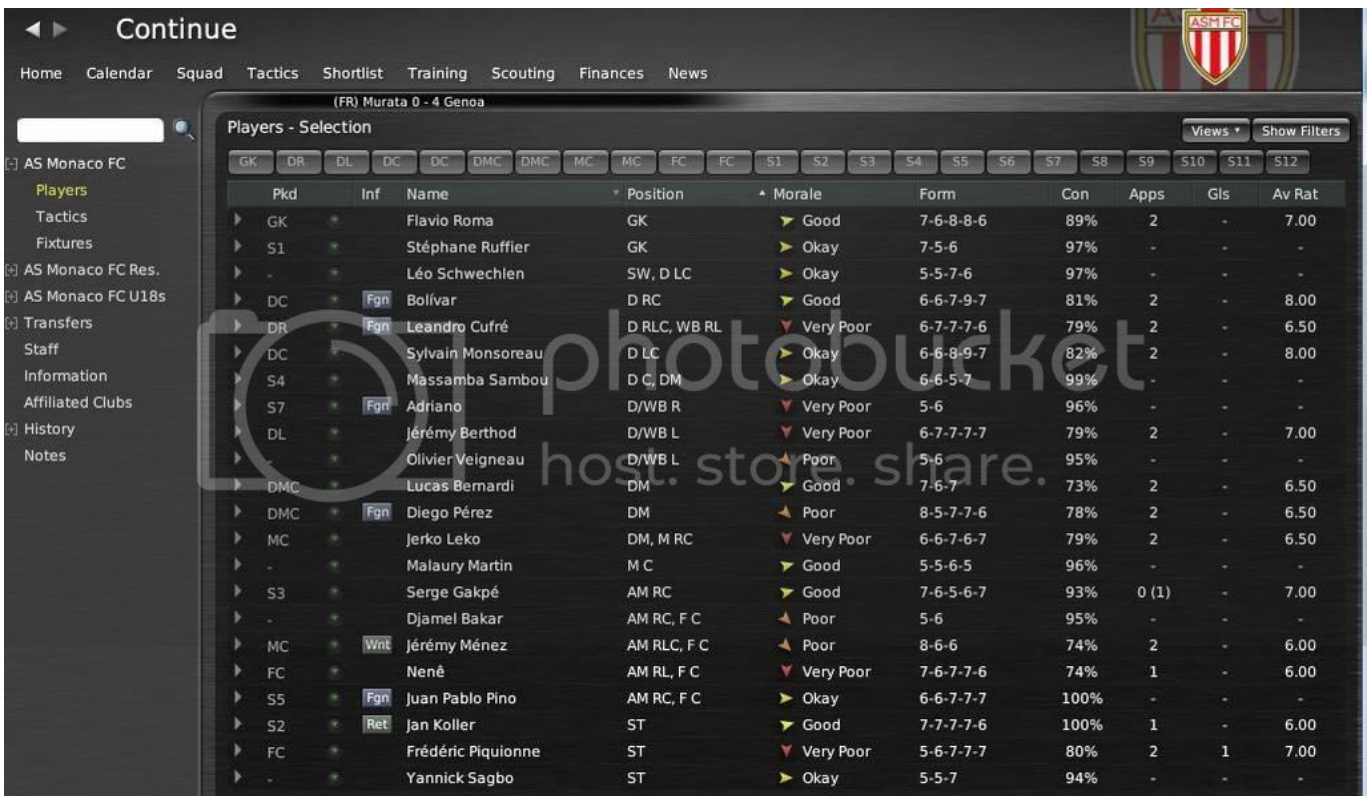 Continue
ASM FC
Home Calendar Squad Tactics Shortlist Training Scouting Finances News
(FR) Murata 0 - 4 Genoa
Players - Selection Views Show Filters
GK DR DL DC DC DMC DMC MC MC FC FC S1 S2 S3 S4 S5 S6 S7 S8 S9 S10 S11 S12
[-] AS Monaco FC
Players
Tactics
Fixtures
[+] AS Monaco FC Res.
[+] AS Monaco FC U18s
[+] Transfers
Staff
Information
Affiliated Clubs
[+] History
Notes
Pkd Inf Name Position Morale Form Con Apps Gls Av Rat
GK Flavio Roma GK Good 7-6-8-8-6 89% 2 - 7.00
S1 Stéphane Ruffier GK Okay 7-5-6 97% - - -
- Léo Schwechlen SW, D LC Okay 5-5-7-6 97% - - -
DC Fgn Bolívar D RC Good 6-6-7-9-7 81% 2 - 8.00
DR Fgn Leandro Cufré D RLC, WB RL Very Poor 6-7-7-7-6 79% 2 - 6.50
DC Sylvain Monsoreau D LC Okay 6-6-8-9-7 82% 2 - 8.00
S4 Massamba Sambou D C, DM Okay 6-6-5-7 99% - - -
S7 Fgn Adriano D/WB R Very Poor 5-6 96% - - -
DL Jérémy Berthod D/WB L Very Poor 6-7-7-7-7 79% 2 - 7.00
- Olivier Veigneau D/WB L Poor 5-6 95% - - -
DMC Lucas Bernardi DM Good 7-6-7 73% 2 - 6.50
DMC Fgn Diego Pérez DM Poor 8-5-7-7-6 78% 2 - 6.50
MC Jerko Leko DM, M RC Very Poor 6-6-7-6-7 79% 2 - 6.50
- Malaury Martin M C Good 5-5-6-5 96% - - -
S3 Serge Gakpé AM RC Good 7-6-5-6-7 93% 0 (1) - 7.00
- Djamel Bakar AM RC, F C Poor 5-6 95% - - -
MC Wnt Jérémy Ménez AM RLC, F C Poor 8-6-6 74% 2 - 6.00
FC Nenê AM RL, F C Very Poor 7-6-7-7-6 74% 1 - 6.00
S5 Fgn Juan Pablo Pino AM RC, F C Okay 6-6-7-7-7 100% - - -
S2 Ret Jan Koller ST Good 7-7-7-7-6 100% 1 - 6.00
FC Frédéric Piquionne ST Very Poor 5-6-7-7-7 80% 2 1 7.00
- Yannick Sagbo ST Okay 5-5-7 94% - - -
photobucket
host. store. share.